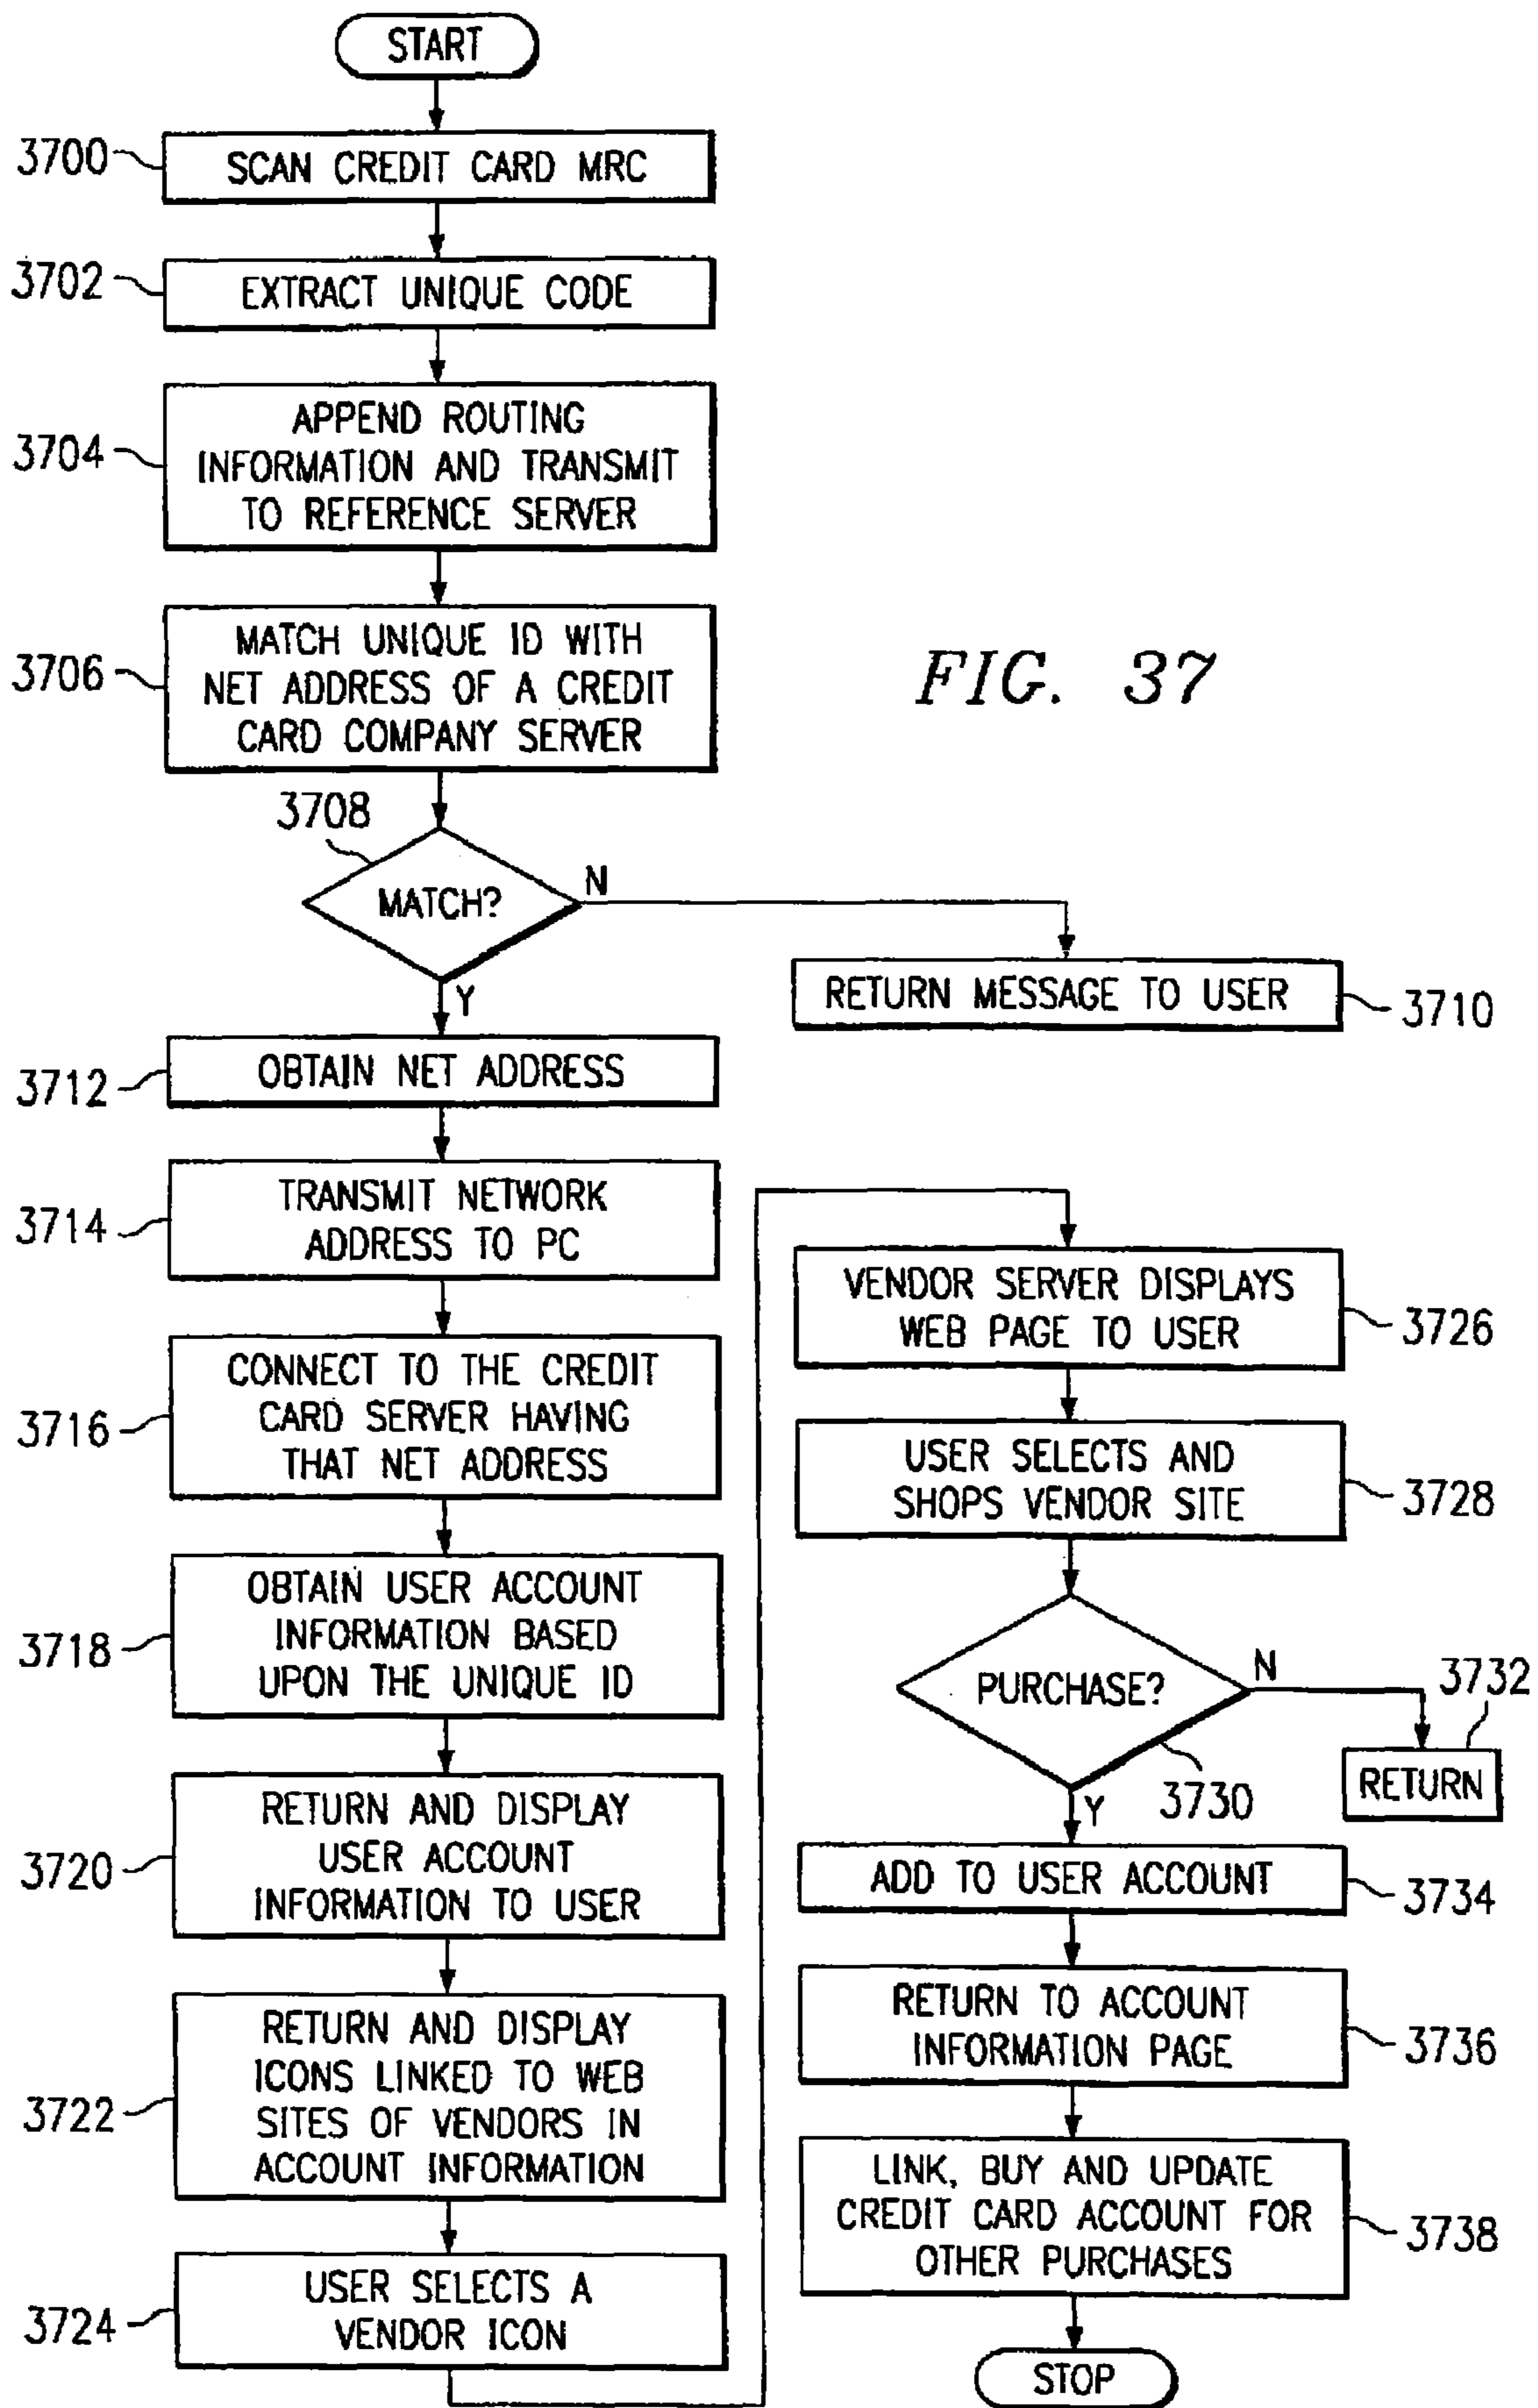 START
3700
SCAN CREDIT CARD MRC
3702
EXTRACT UNIQUE CODE
3704
APPEND ROUTING
INFORMATION AND TRANSMIT
TO REFERENCE SERVER
3706
MATCH UNIQUE ID WITH
NET ADDRESS OF A CREDIT
CARD COMPANY SERVER
FIG. 37
3708
MATCH?
N
Y
RETURN MESSAGE TO USER
3710
3712
OBTAIN NET ADDRESS
3714
TRANSMIT NETWORK
ADDRESS TO PC
3716
CONNECT TO THE CREDIT
CARD SERVER HAVING
THAT NET ADDRESS
3718
OBTAIN USER ACCOUNT
INFORMATION BASED
UPON THE UNIQUE ID
3720
RETURN AND DISPLAY
USER ACCOUNT
INFORMATION TO USER
3722
RETURN AND DISPLAY
ICONS LINKED TO WEB
SITES OF VENDORS IN
ACCOUNT INFORMATION
3724
USER SELECTS A
VENDOR ICON
VENDOR SERVER DISPLAYS
WEB PAGE TO USER
3726
USER SELECTS AND
SHOPS VENDOR SITE
3728
PURCHASE?
N
3732
RETURN
3730
Y
ADD TO USER ACCOUNT
3734
RETURN TO ACCOUNT
INFORMATION PAGE
3736
LINK, BUY AND UPDATE
CREDIT CARD ACCOUNT FOR
OTHER PURCHASES
3738
STOP